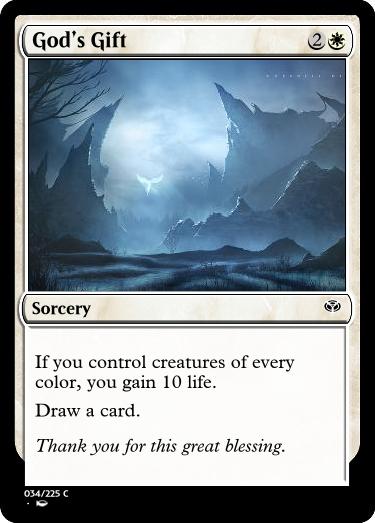 God's Gift 2
Sorcery
If you control creatures of every
color, you gain 10 life.
Draw a card.
Thank you for this great blessing.
034/225 C